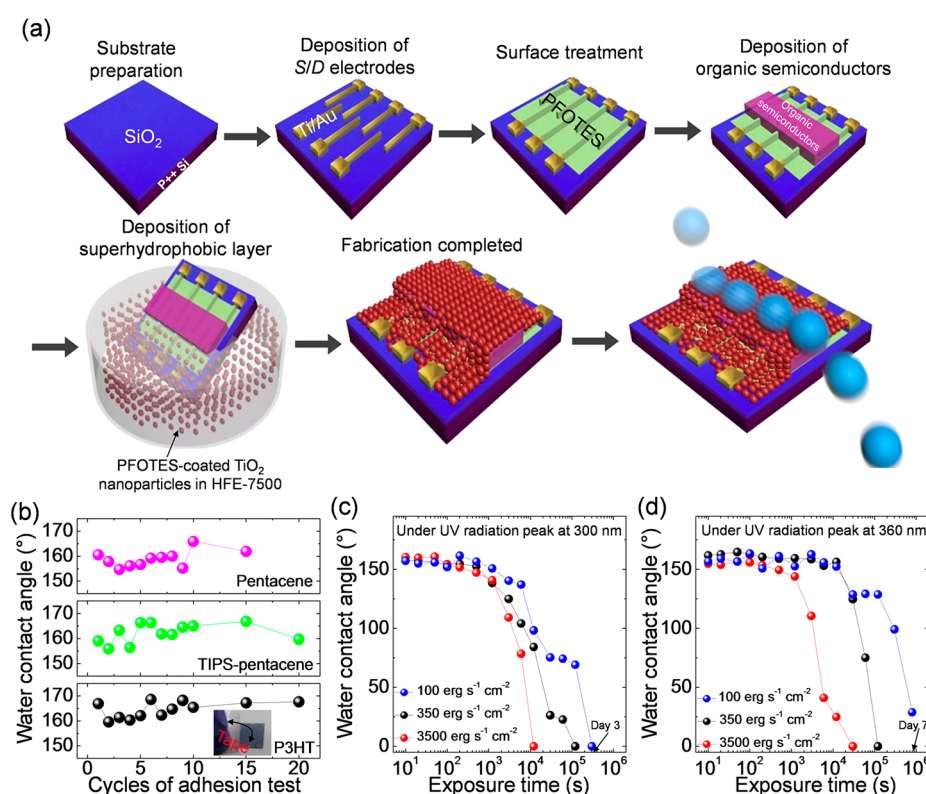 (a)
Substrate
preparation
Deposition of
S/D electrodes
Surface treatment
Deposition of
organic semiconductors
SiO2
P++ Si
Ti/Au
PFOTES
Organic
semiconductors
Deposition of
superhydrophobic layer
Fabrication completed
PFOTES-coated TiO2
nanoparticles in HFE-7500
(b)
Water contact angle (°)
170
160
150
Pentacene
170
160
150
TIPS-pentacene
170
160
150
Tape
P3HT
0 5 10 15 20
Cycles of adhesion test
(c)
Water contact angle (°)
Under UV radiation peak at 300 nm
200
150
100
50
0
100 erg s⁻¹ cm⁻²
350 erg s⁻¹ cm⁻²
3500 erg s⁻¹ cm⁻²
Day 3
10¹ 10² 10³ 10⁴ 10⁵ 10⁶
Exposure time (s)
(d)
Water contact angle (°)
Under UV radiation peak at 360 nm
200
150
100
50
0
100 erg s⁻¹ cm⁻²
350 erg s⁻¹ cm⁻²
3500 erg s⁻¹ cm⁻²
Day 7
10¹ 10² 10³ 10⁴ 10⁵ 10⁶
Exposure time (s)